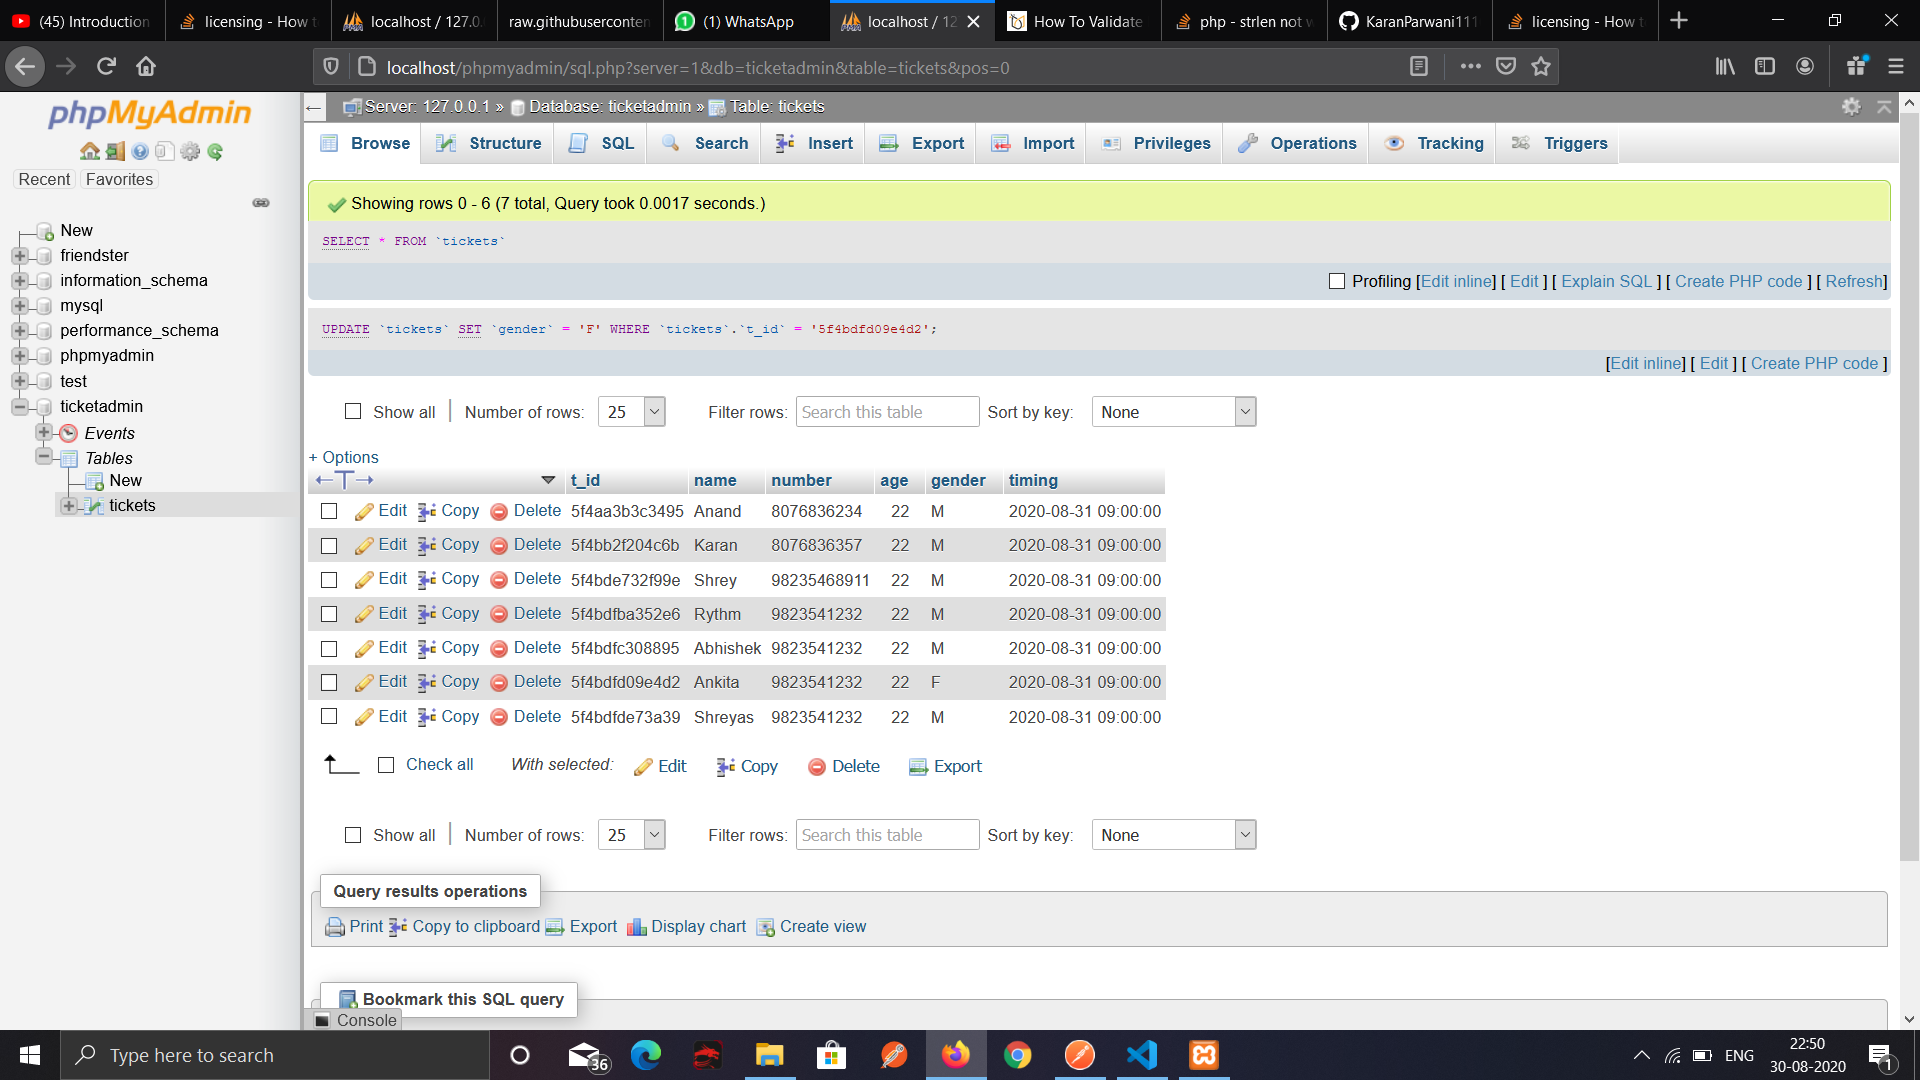 (45) Introduction
licensing - How t
localhost / 127.0.
raw.githubuserconten
(1) WhatsApp
localhost / 12
How To Validate
php - strlen not w
KaranParwani111
licensing - How t
localhost/phpmyadmin/sql.php?server=1&db=ticketadmin&table=tickets&pos=0
phpMyAdmin
Recent Favorites
New
friendster
information_schema
mysql
performance_schema
phpmyadmin
test
ticketadmin
Events
Tables
New
tickets
Server: 127.0.0.1 » Database: ticketadmin » Table: tickets
Browse Structure SQL Search Insert Export Import Privileges Operations Tracking Triggers
Showing rows 0 - 6 (7 total, Query took 0.0017 seconds.)
SELECT * FROM `tickets`
Profiling [Edit inline] [ Edit ] [ Explain SQL ] [ Create PHP code ] [ Refresh]
UPDATE `tickets` SET `gender` = 'F' WHERE `tickets`.`t_id` = '5f4bdfd09e4d2';
[Edit inline] [ Edit ] [ Create PHP code ]
Show all Number of rows: 25 Filter rows: Search this table Sort by key: None
+ Options
t_id name number age gender timing
Edit Copy Delete 5f4aa3b3c3495 Anand 8076836234 22 M 2020-08-31 09:00:00
Edit Copy Delete 5f4bb2f204c6b Karan 8076836357 22 M 2020-08-31 09:00:00
Edit Copy Delete 5f4bde732f99e Shrey 98235468911 22 M 2020-08-31 09:00:00
Edit Copy Delete 5f4bdfba352e6 Rythm 9823541232 22 M 2020-08-31 09:00:00
Edit Copy Delete 5f4bdfc308895 Abhishek 9823541232 22 M 2020-08-31 09:00:00
Edit Copy Delete 5f4bdfd09e4d2 Ankita 9823541232 22 F 2020-08-31 09:00:00
Edit Copy Delete 5f4bdfde73a39 Shreyas 9823541232 22 M 2020-08-31 09:00:00
Check all With selected: Edit Copy Delete Export
Show all Number of rows: 25 Filter rows: Search this table Sort by key: None
Query results operations
Print Copy to clipboard Export Display chart Create view
Bookmark this SQL query
Console
Type here to search
36
ENG
22:50
30-08-2020
1